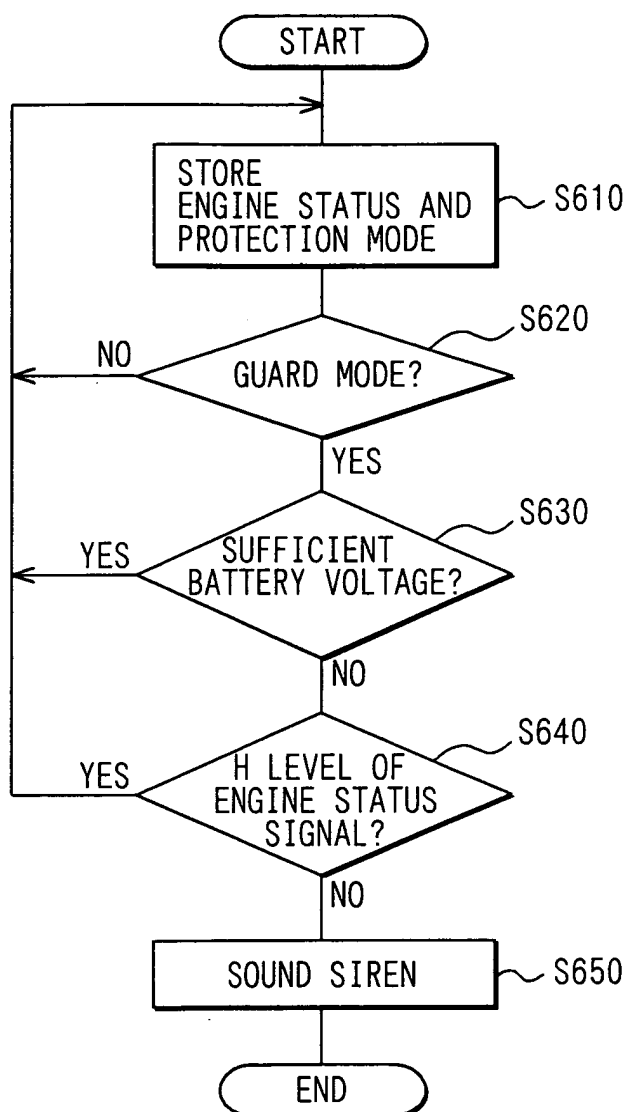 START
STORE
ENGINE STATUS AND
PROTECTION MODE
S610
S620
NO
GUARD MODE?
YES
S630
YES
SUFFICIENT
BATTERY VOLTAGE?
NO
S640
YES
H LEVEL OF
ENGINE STATUS
SIGNAL?
NO
SOUND SIREN
S650
END